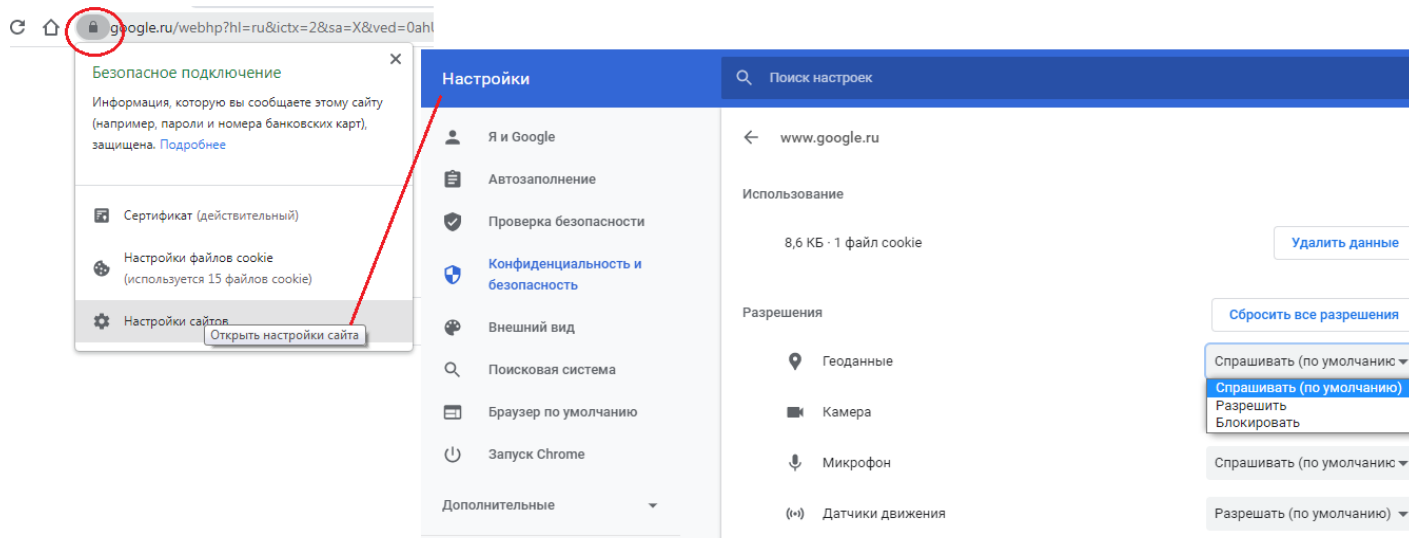 google.ru/webhp?hl=ru&ictx=2&sa=X&ved=0ahU
Безопасное подключение
Информация, которую вы сообщаете этому сайту
(например, пароли и номера банковских карт),
защищена. Подробнее
Сертификат (действительный)
Настройки файлов cookie
(используется 15 файлов cookie)
Настройки сайтов
Открыть настройки сайта
Настройки
Поиск настроек
Я и Google
Автозаполнение
Проверка безопасности
Конфиденциальность и
безопасность
Внешний вид
Поисковая система
Браузер по умолчанию
Запуск Chrome
Дополнительные
www.google.ru
Использование
8,6 КБ · 1 файл cookie
Удалить данные
Разрешения
Сбросить все разрешения
Геоданные
Спрашивать (по умолчанию
Спрашивать (по умолчанию)
Разрешить
Блокировать
Камера
Микрофон
Спрашивать (по умолчанию
Датчики движения
Разрешать (по умолчанию)